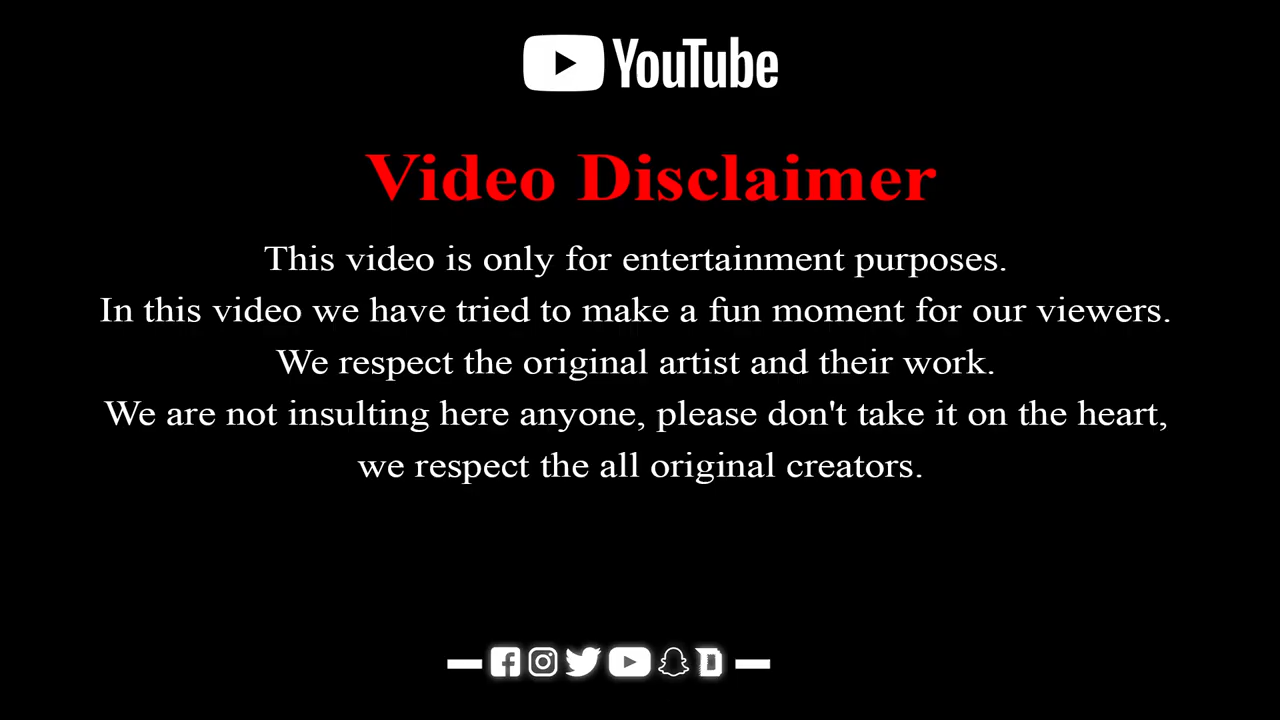 YouTube
Video Disclaimer
This video is only for entertainment purposes.
In this video we have tried to make a fun moment for our viewers.
We respect the original artist and their work.
We are not insulting here anyone, please don't take it on the heart,
we respect the all original creators.